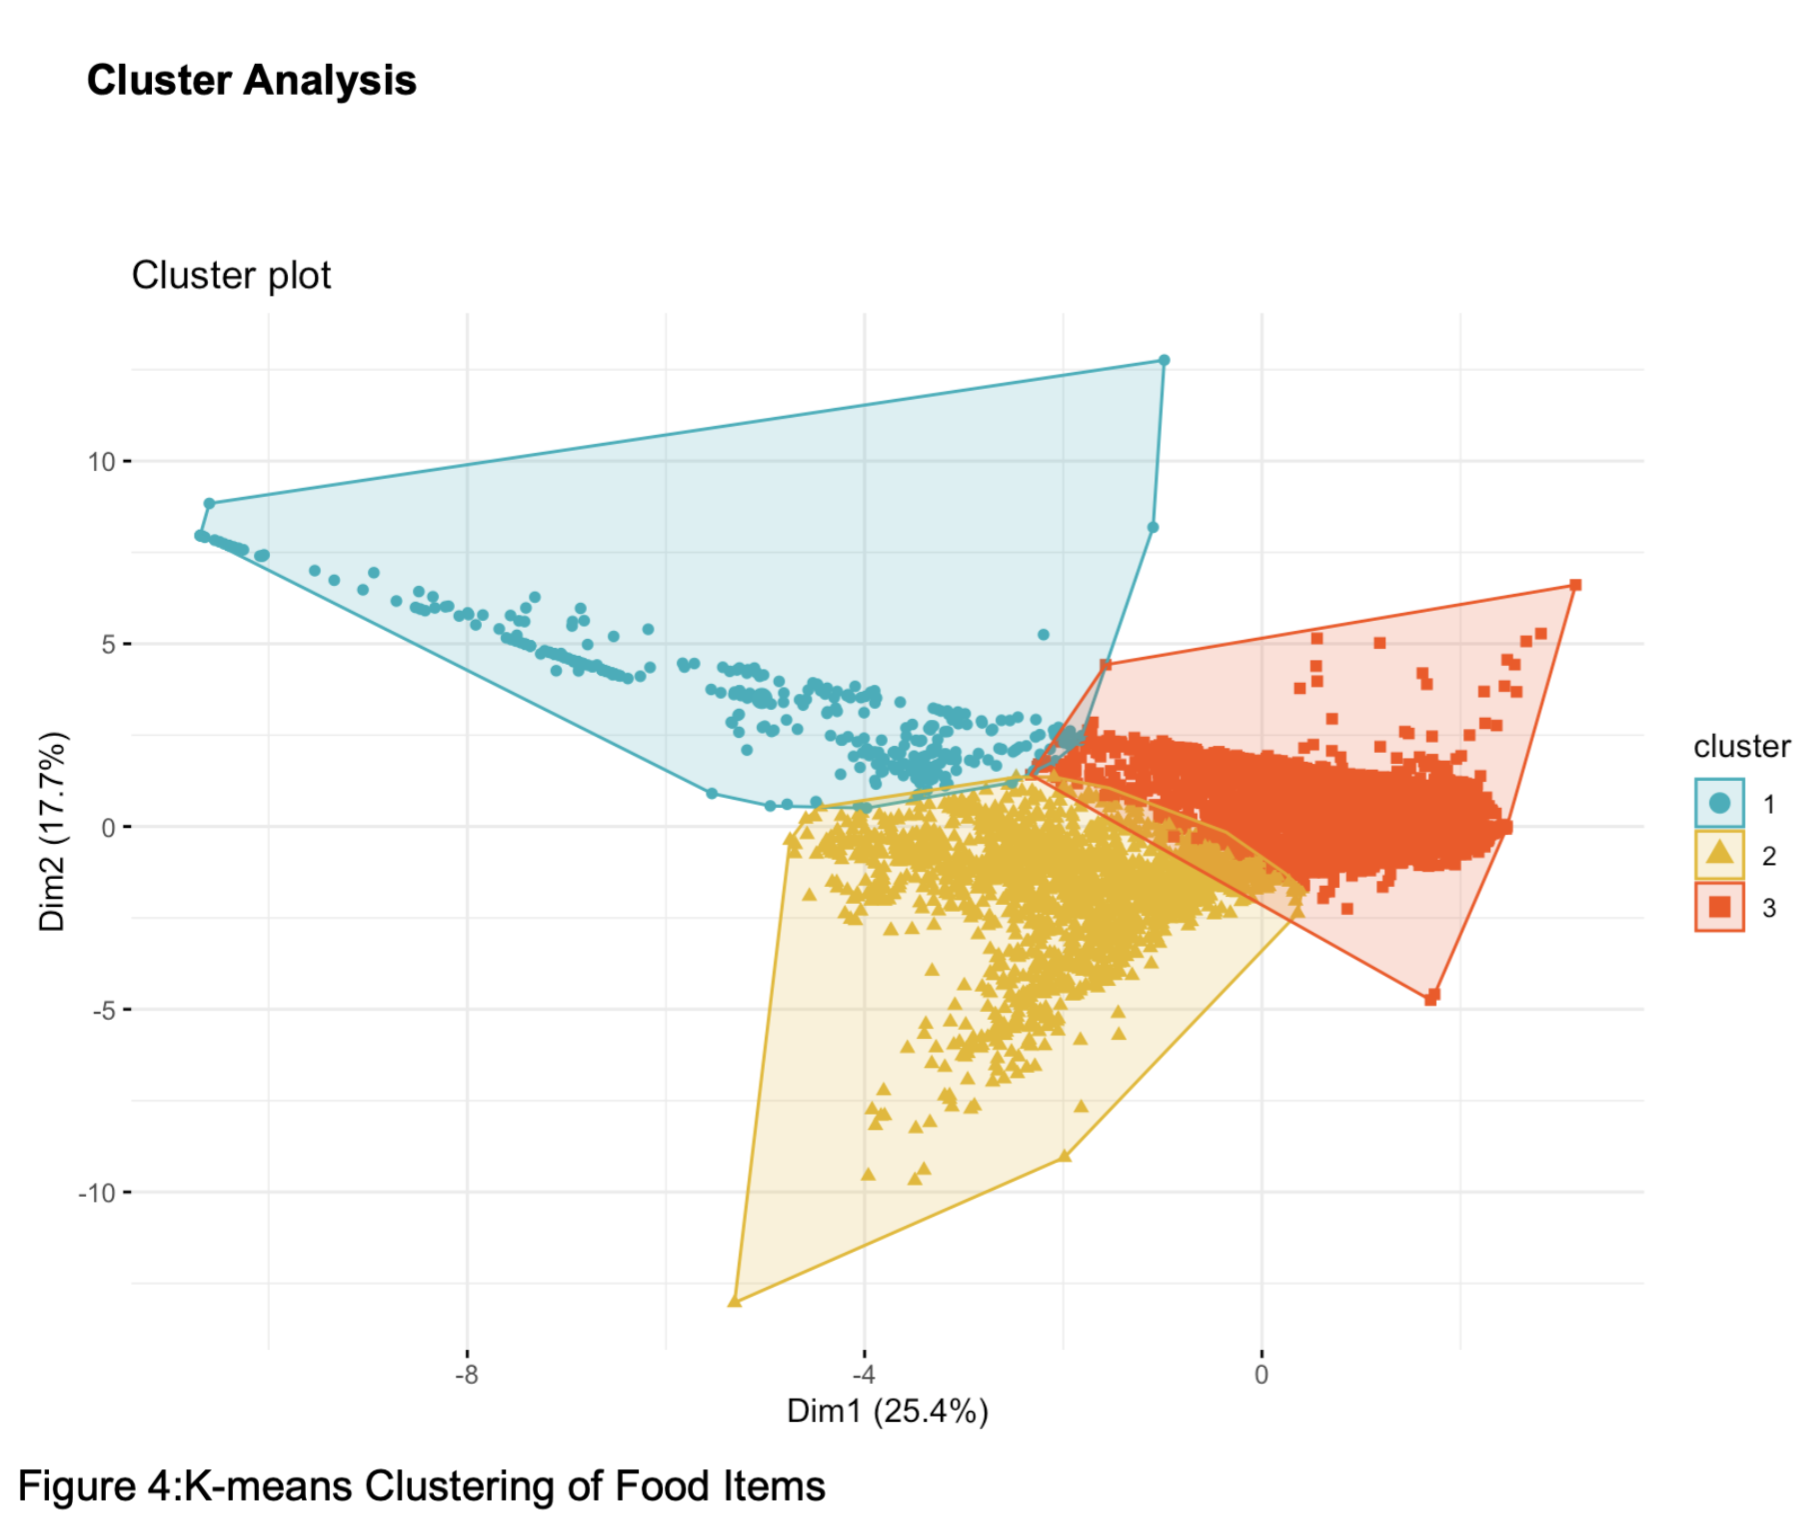 Cluster Analysis
Cluster plot
10
5
0
-5
-10
Dim2 (17.7%)
-8
-4
0
Dim1 (25.4%)
cluster
1
2
3
Figure 4:K-means Clustering of Food Items